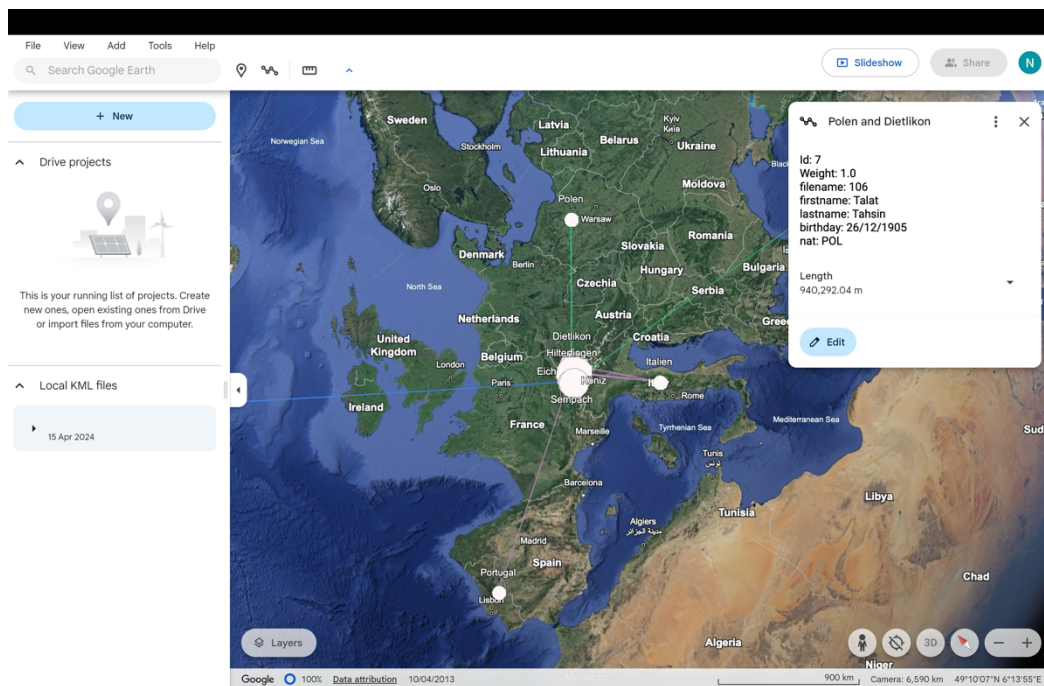 File View Add Tools Help
Search Google Earth
Slideshow
Share
N
+ New
Drive projects
This is your running list of projects. Create
new ones, open existing ones from Drive
or import files from your computer.
Local KML files
15 Apr 2024
Polen and Dietlikon
Id: 7
Weight: 1.0
filename: 106
firstname: Talat
lastname: Tahsin
birthday: 26/12/1905
nat: POL
Length
940,292.04 m
Edit
Norwegian Sea
Sweden
Stockholm
Oslo
Latvia
Lithuania
Belarus
Kyiv
Київ
Ukraine
Moldova
Polen
Warsaw
Denmark
Berlin
Slovakia
Romania
Hungary
Bulgaria
Czechia
Serbia
North Sea
Netherlands
Austria
Croatia
United
Kingdom
London
Belgium
Paris
Dietlikon
Hilterfingen
Köniz
Sempach
Italien
Rome
Ireland
France
Marseille
Tyrrhenian Sea
Mediterranean Sea
Barcelona
Tunis
تونس
Tunisia
Libya
Algiers
مدينة الجزائر
Madrid
Spain
Portugal
Lisbon
Chad
Algeria
Niger
Layers
3D
Google 100% Data attribution 10/04/2013
900 km Camera: 6,590 km 49°10'07"N 6°13'55"E